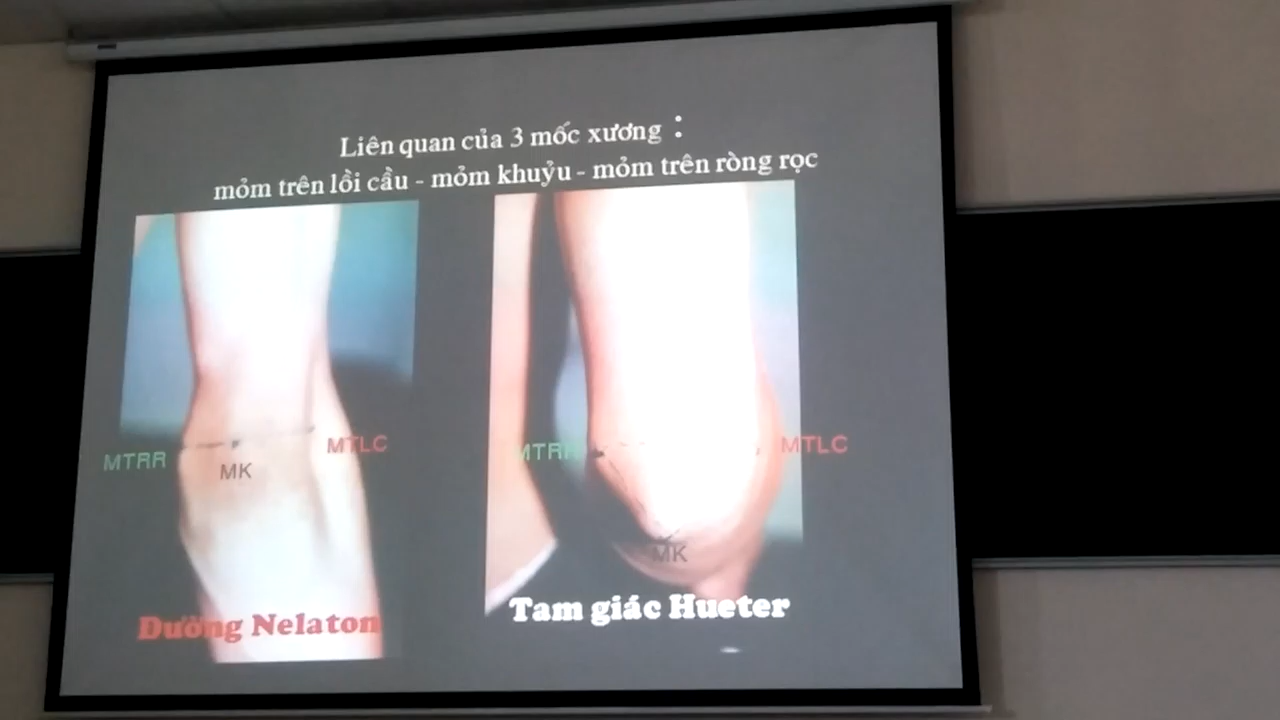 Liên quan của 3 mốc xương :
mỏm trên lồi cầu - mỏm khuỷu - mỏm trên ròng rọc
MTRR
MK
MTLC
MTRR
MK
MTLC
Đường Nelaton
Tam giác Hueter